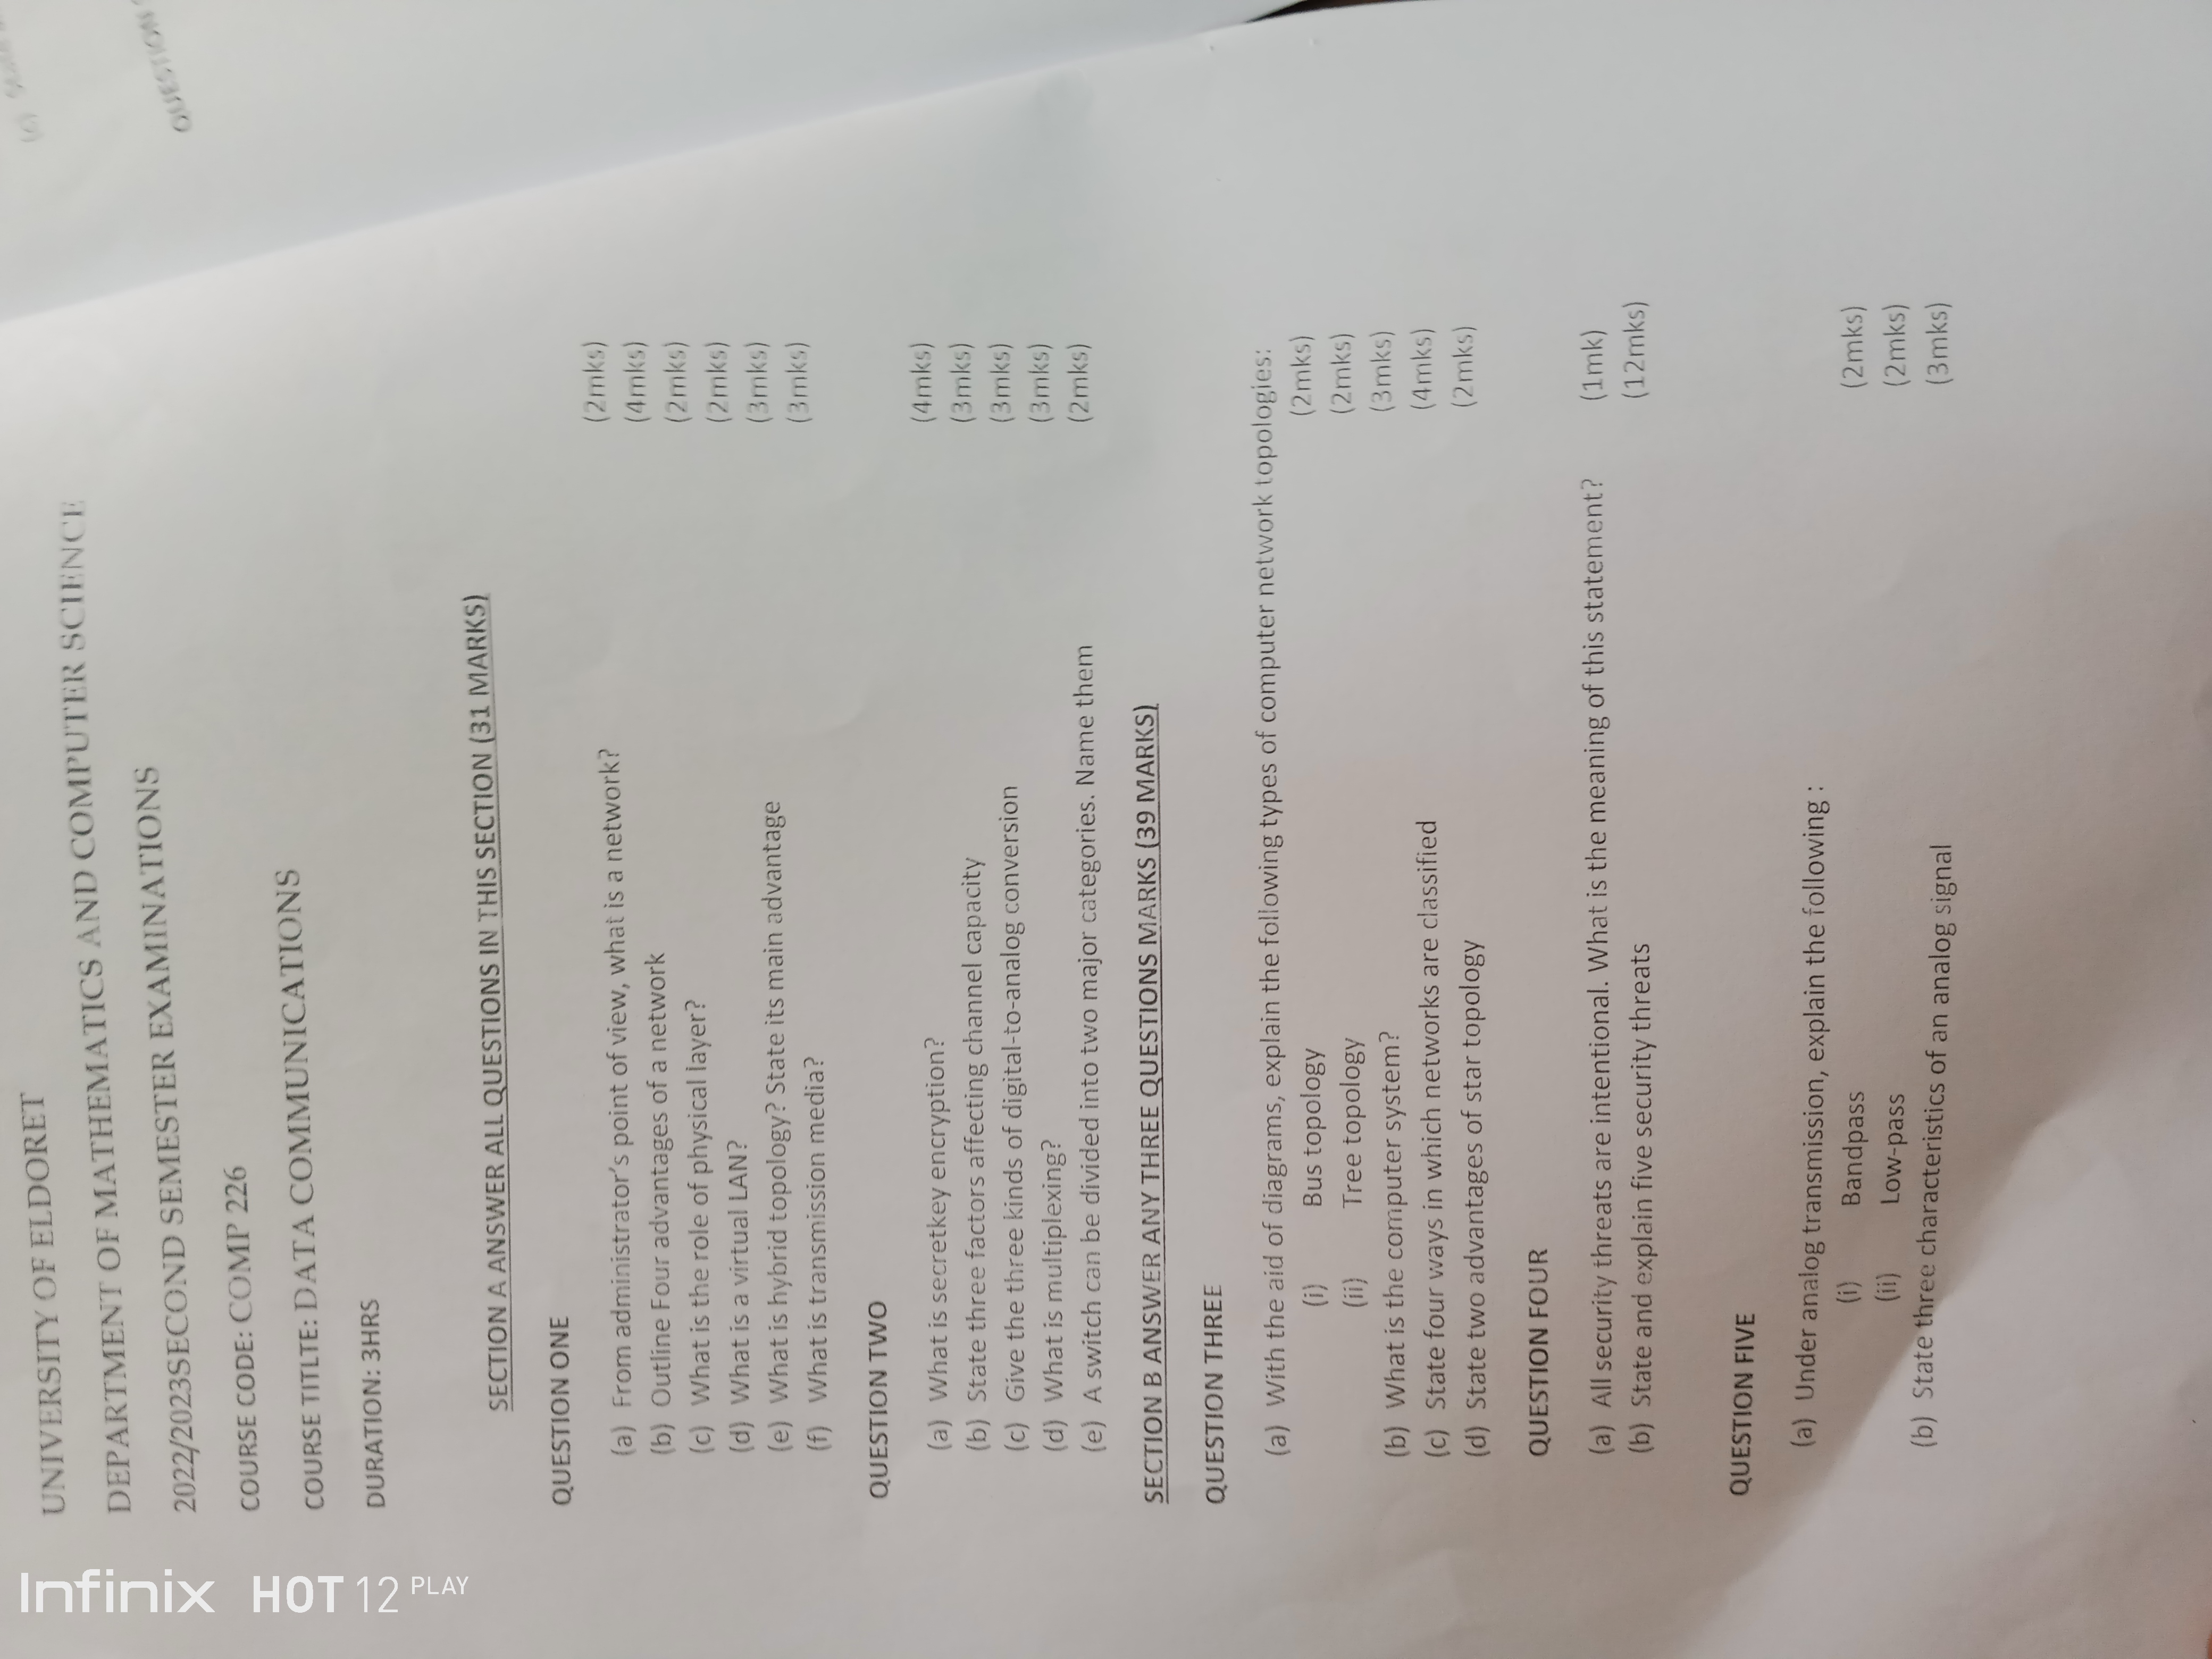 UNIVERSITY OF ELDORET
DEPARTMENT OF MATHEMATICS AND COMPUTER SCIENCE
2022/2023SECOND SEMESTER EXAMINATIONS
COURSE CODE: COMP 226
COURSE TITLTE: DATA COMMUNICATIONS
DURATION: 3HRS
SECTION A ANSWER ALL QUESTIONS IN THIS SECTION (31 MARKS)
QUESTION ONE
(a) From administrator's point of view, what is a network? (2mks)
(b) Outline Four advantages of a network (4mks)
(c) What is the role of physical layer? (2mks)
(d) What is a virtual LAN? (2mks)
(e) What is hybrid topology? State its main advantage (3mks)
(f) What is transmission media? (3mks)
QUESTION TWO
(a) What is secretkey encryption? (4mks)
(b) State three factors affecting channel capacity (3mks)
(c) Give the three kinds of digital-to-analog conversion (3mks)
(d) What is multiplexing? (3mks)
(e) A switch can be divided into two major categories. Name them (2mks)
SECTION B ANSWER ANY THREE QUESTIONS MARKS (39 MARKS)
QUESTION THREE
(a) With the aid of diagrams, explain the following types of computer network topologies:
(i) Bus topology (2mks)
(ii) Tree topology (2mks)
(b) What is the computer system? (3mks)
(c) State four ways in which networks are classified (4mks)
(d) State two advantages of star topology (2mks)
QUESTION FOUR
(a) All security threats are intentional. What is the meaning of this statement? (1mk)
(b) State and explain five security threats (12mks)
QUESTION FIVE
(a) Under analog transmission, explain the following :
(i) Bandpass (2mks)
(ii) Low-pass (2mks)
(b) State three characteristics of an analog signal (3mks)
(c) State
QUESTION
Infinix HOT 12 PLAY